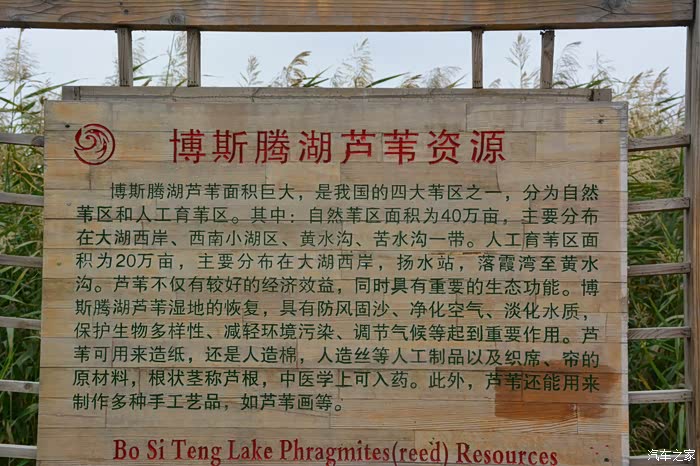 博斯腾湖芦苇资源
博斯腾湖芦苇面积巨大，是我国的四大苇区之一，分为自然
苇区和人工育苇区。其中：自然苇区面积为40万亩，主要分布
在大湖西岸、西南小湖区、黄水沟、苦水沟一带。人工育苇区面
积为20万亩，主要分布在大湖西岸，扬水站，落霞湾至黄水
沟。芦苇不仅有较好的经济效益，同时具有重要的生态功能。博
斯腾湖芦苇湿地的恢复，具有防风固沙、净化空气、淡化水质，
保护生物多样性、减轻环境污染、调节气候等起到重要作用。芦
苇可用来造纸，还是人造棉，人造丝等人工制品以及织席、帘的
原材料，根状茎称芦根，中医学上可入药。此外，芦苇还能用来
制作多种手工艺品，如芦苇画等。
Bo Si Teng Lake Phragmites(reed) Resources
汽车之家